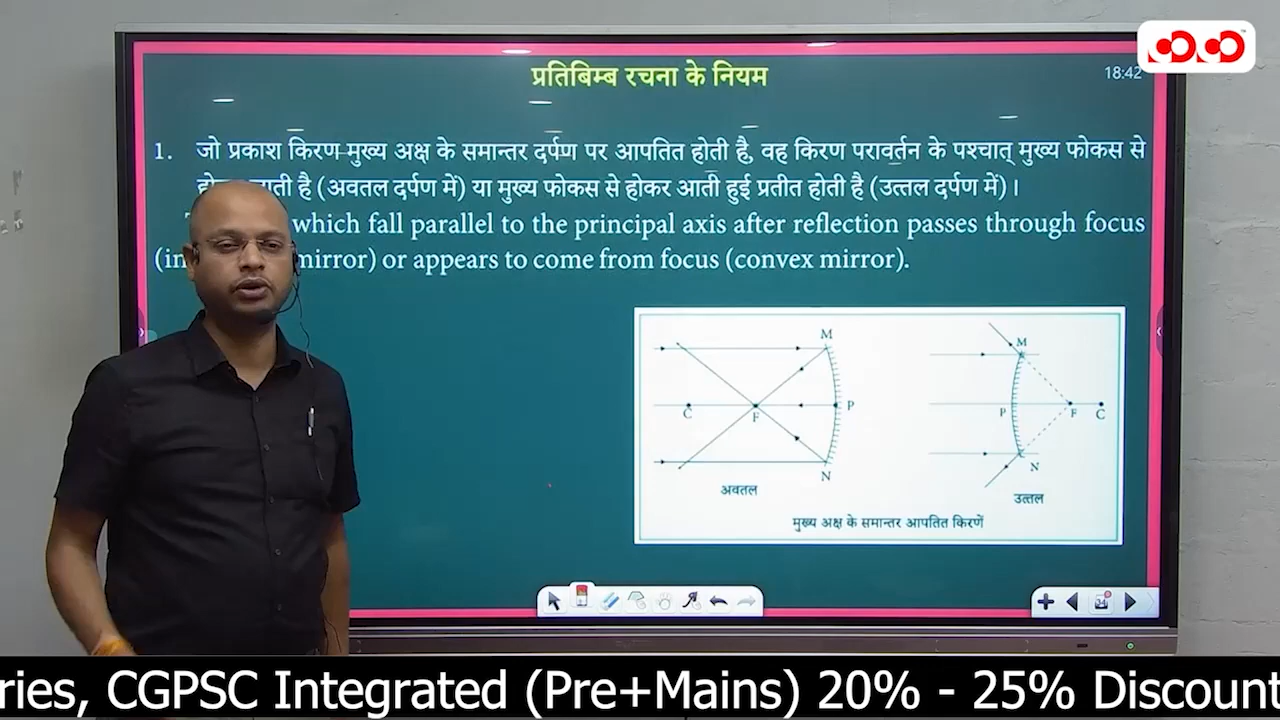 प्रतिबिम्ब रचना के नियम
18:42
1. जो प्रकाश किरण मुख्य अक्ष के समान्तर दर्पण पर आपतित होती है, वह किरण परावर्तन के पश्चात् मुख्य फोकस से
है (अवतल दर्पण में) या मुख्य फोकस से होकर आती हुई प्रतीत होती है (उत्तल दर्पण में)।
which fall parallel to the principal axis after reflection passes through focus
(in mirror) or appears to come from focus (convex mirror).
M
C F P
N
अवतल
M
P F C
N
उत्तल
मुख्य अक्ष के समान्तर आपतित किरणें
34
ries, CGPSC Integrated (Pre+Mains) 20% - 25% Discount